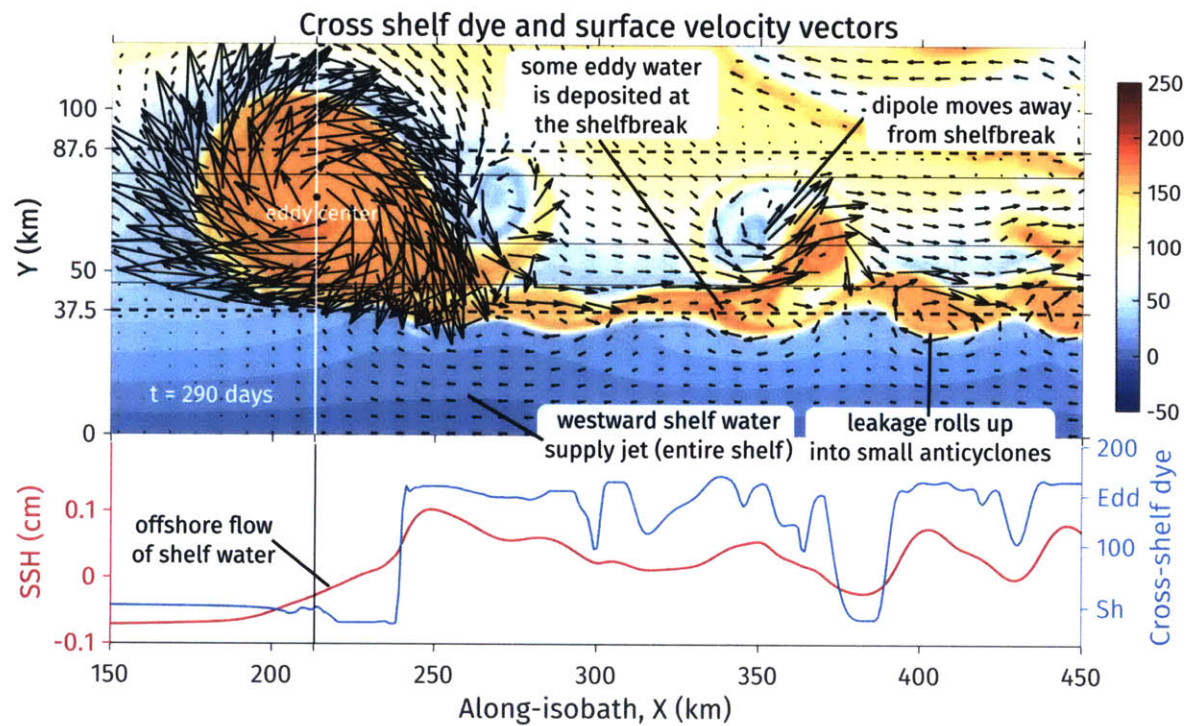 Cross shelf dye and surface velocity vectors
some eddy water
is deposited at
the shelfbreak
dipole moves away
from shelfbreak
eddy center
t = 290 days
westward shelf water
supply jet (entire shelf)
leakage rolls up
into small anticyclones
Y (km)
100
87.6
50
37.5
0
250
200
150
100
50
0
−50
offshore flow
of shelf water
SSH (cm)
0.1
0
-0.1
200
Edd
100
Sh
Cross-shelf dye
150 200 250 300 350 400 450
Along-isobath, X (km)